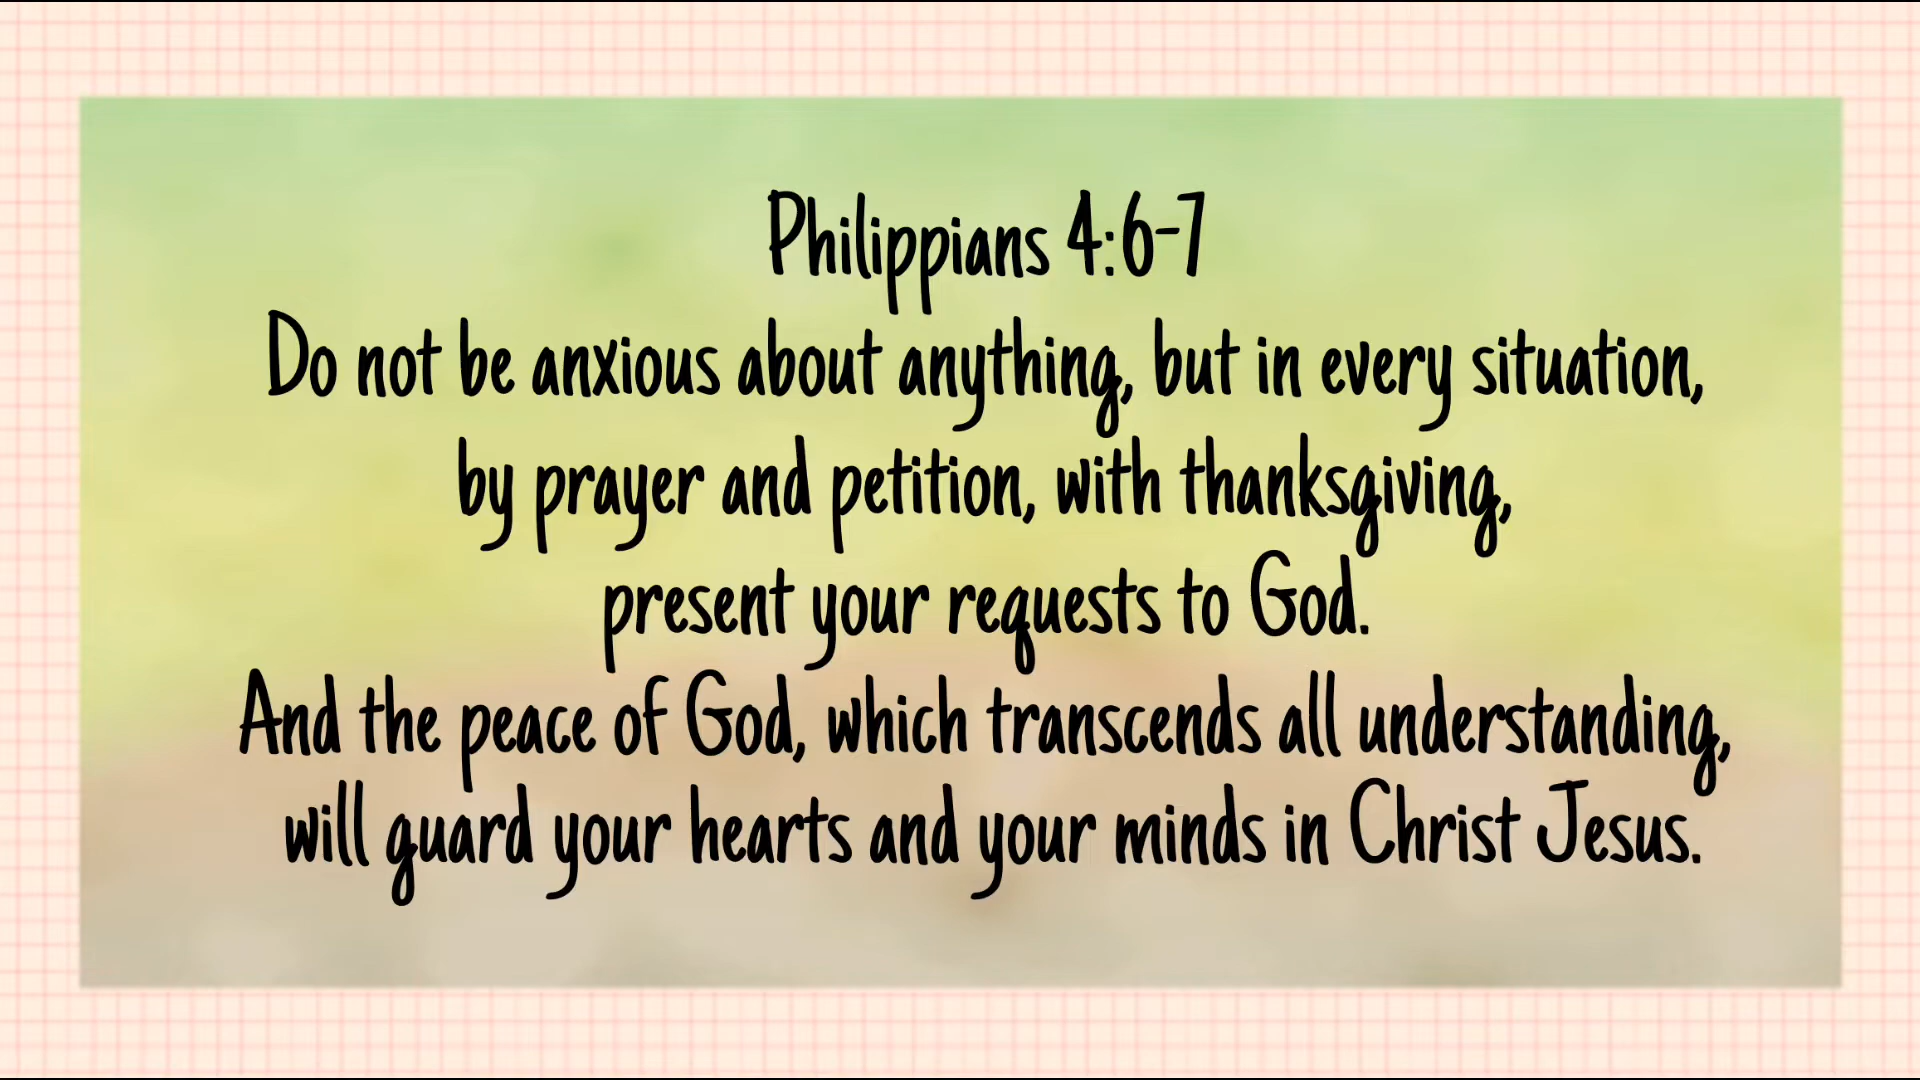 Philippians 4:6-7
Do not be anxious about anything, but in every situation,
by prayer and petition, with thanksgiving,
present your requests to God.
And the peace of God, which transcends all understanding,
will guard your hearts and your minds in Christ Jesus.